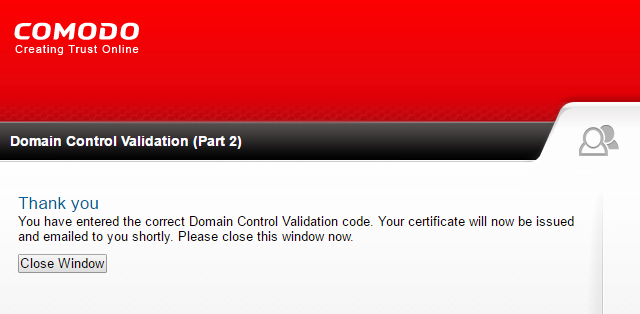 COMODO
Creating Trust Online
Domain Control Validation (Part 2)
Thank you
You have entered the correct Domain Control Validation code. Your certificate will now be issued
and emailed to you shortly. Please close this window now.
Close Window